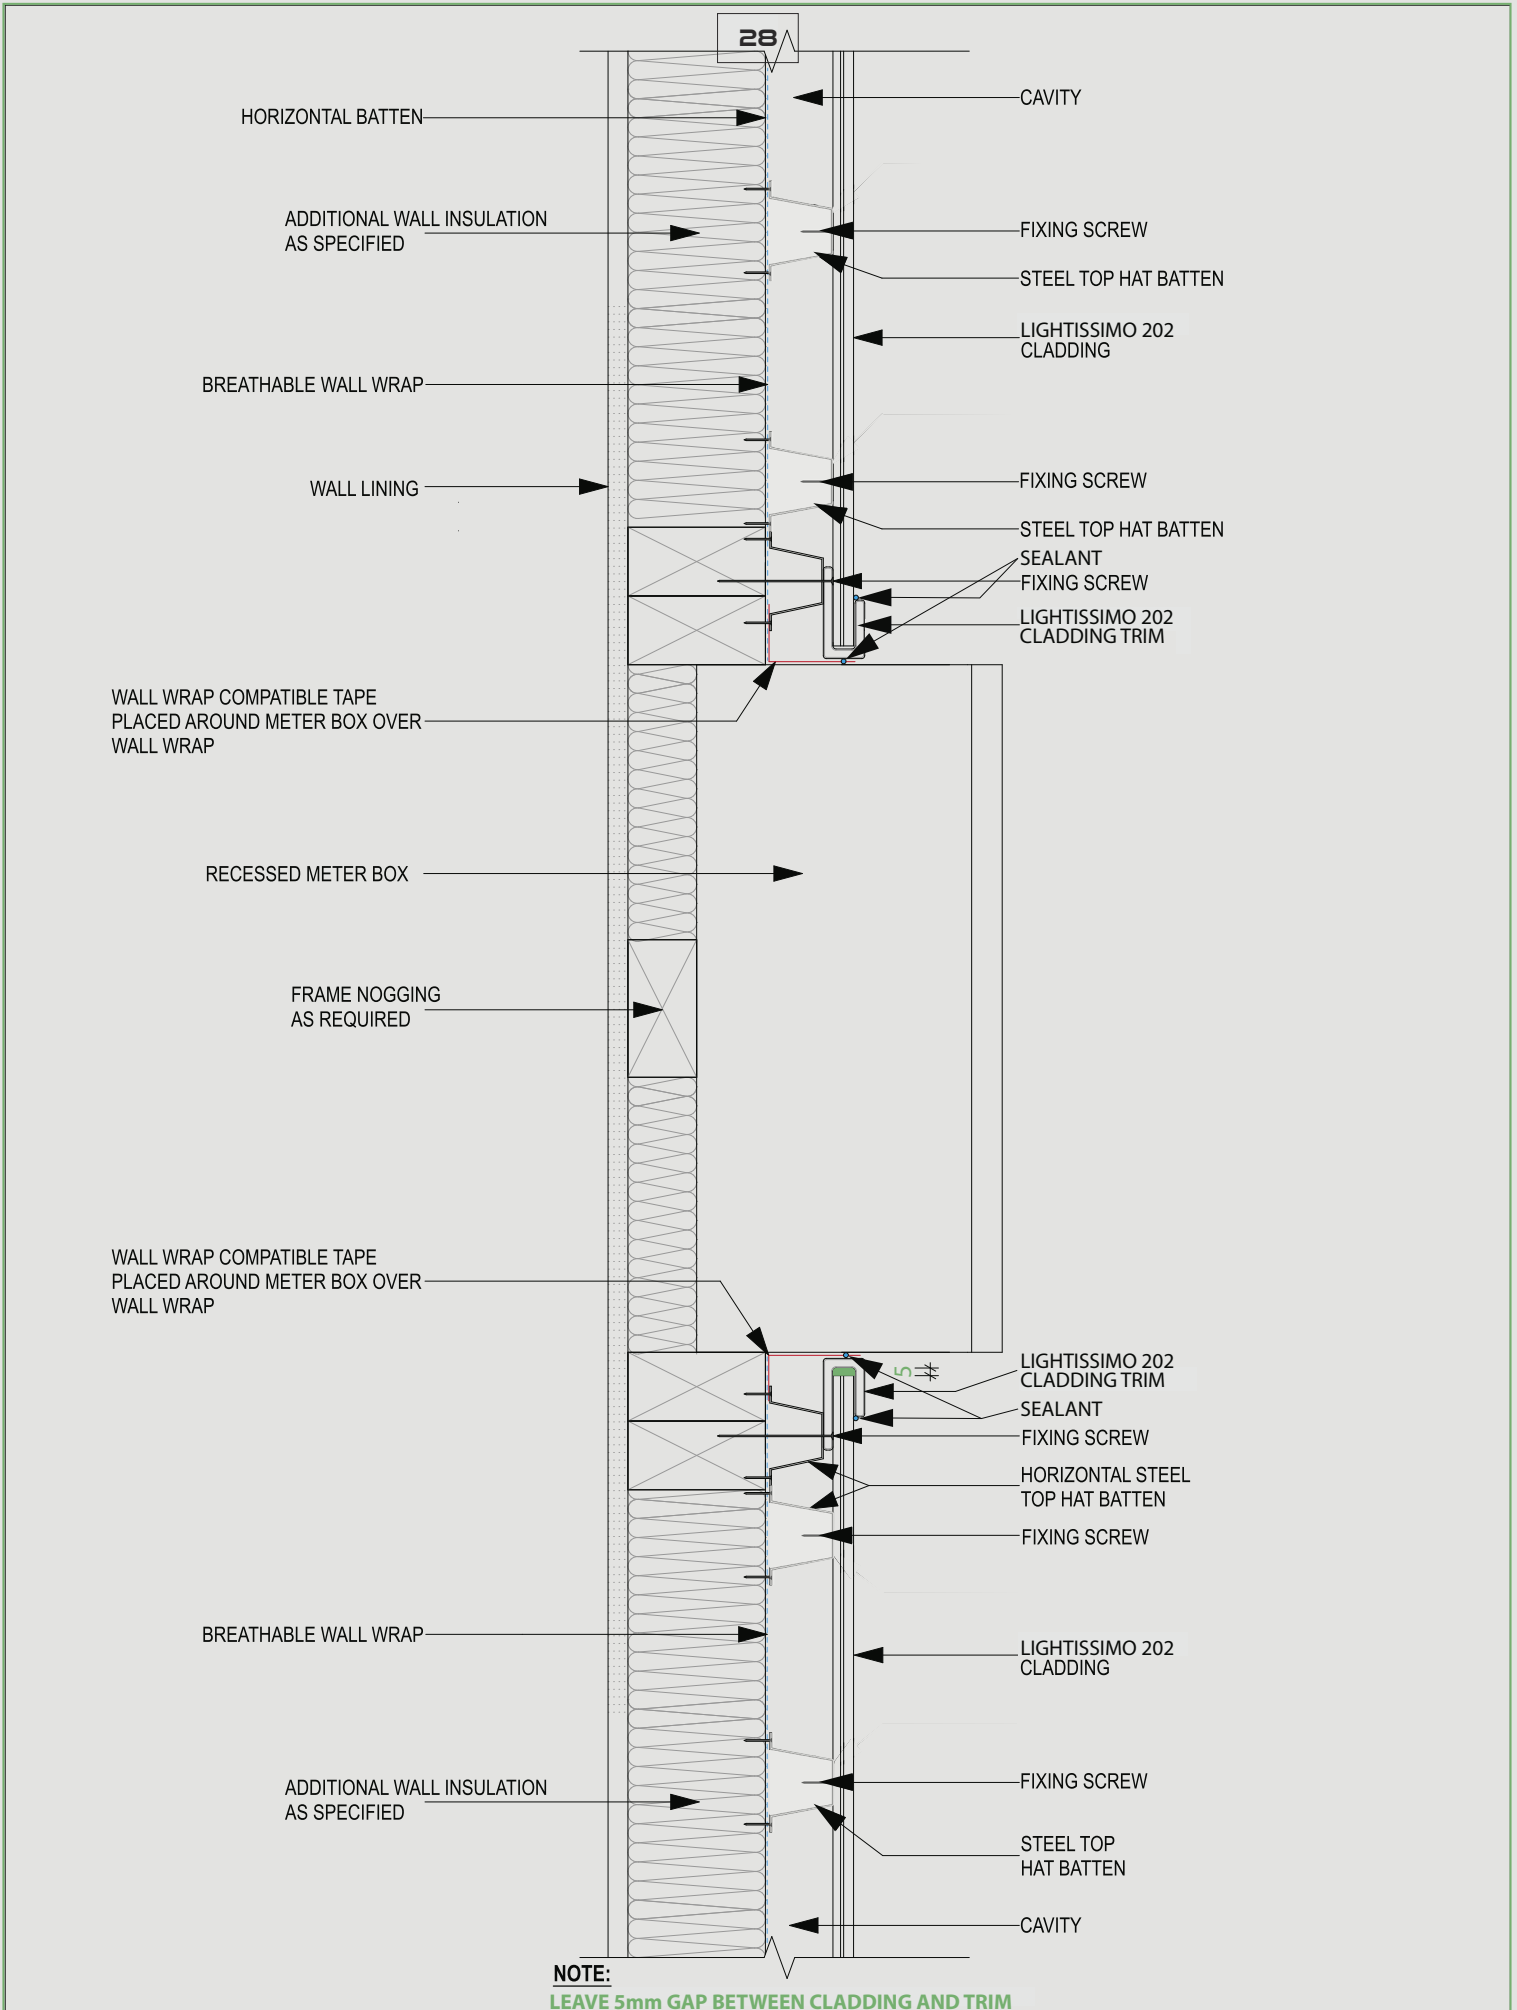 28
CAVITY
HORIZONTAL BATTEN
ADDITIONAL WALL INSULATION
AS SPECIFIED
FIXING SCREW
STEEL TOP HAT BATTEN
LIGHTISSIMO 202
CLADDING
BREATHABLE WALL WRAP
WALL LINING
FIXING SCREW
STEEL TOP HAT BATTEN
SEALANT
FIXING SCREW
LIGHTISSIMO 202
CLADDING TRIM
WALL WRAP COMPATIBLE TAPE
PLACED AROUND METER BOX OVER
WALL WRAP
RECESSED METER BOX
FRAME NOGGING
AS REQUIRED
WALL WRAP COMPATIBLE TAPE
PLACED AROUND METER BOX OVER
WALL WRAP
5
LIGHTISSIMO 202
CLADDING TRIM
SEALANT
FIXING SCREW
HORIZONTAL STEEL
TOP HAT BATTEN
FIXING SCREW
BREATHABLE WALL WRAP
LIGHTISSIMO 202
CLADDING
ADDITIONAL WALL INSULATION
AS SPECIFIED
FIXING SCREW
STEEL TOP
HAT BATTEN
CAVITY
NOTE:
LEAVE 5mm GAP BETWEEN CLADDING AND TRIM